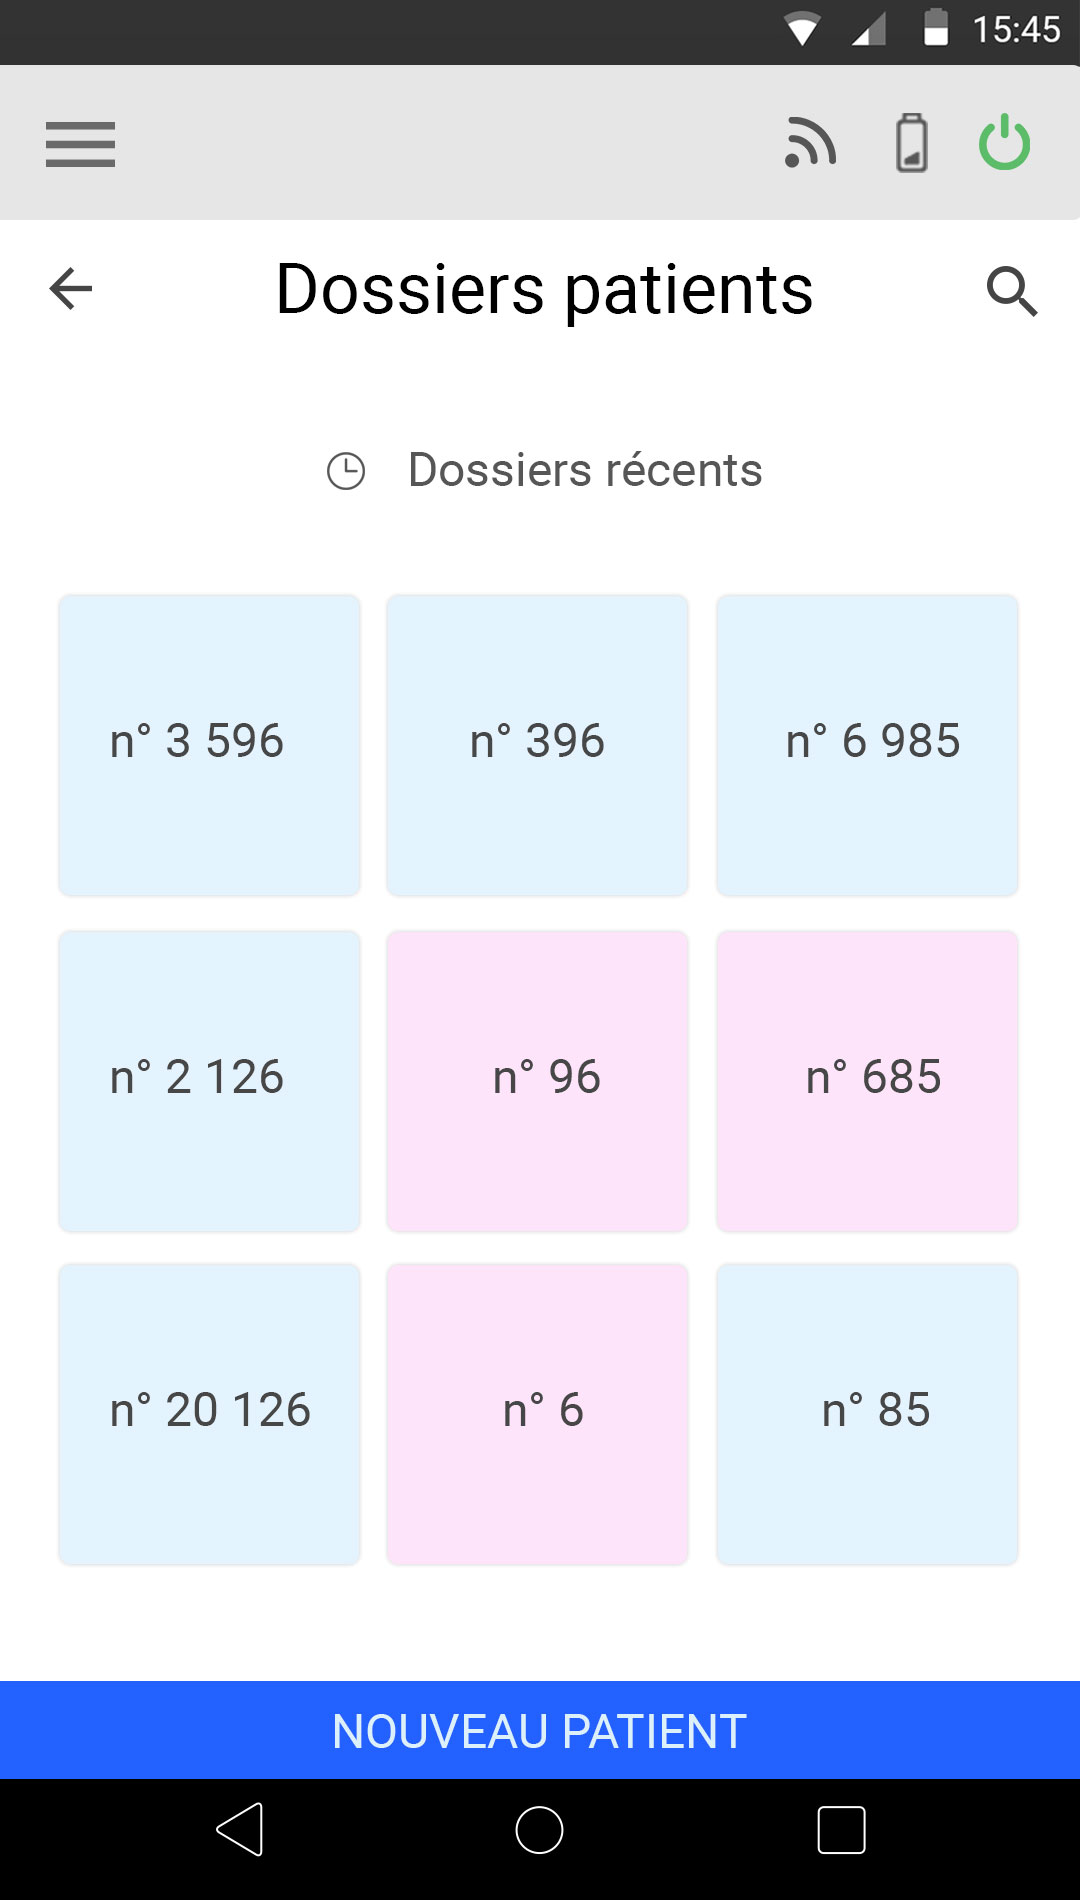 15:45
Dossiers patients
Dossiers récents
n° 3 596
n° 396
n° 6 985
n° 2 126
n° 96
n° 685
n° 20 126
n° 6
n° 85
NOUVEAU PATIENT